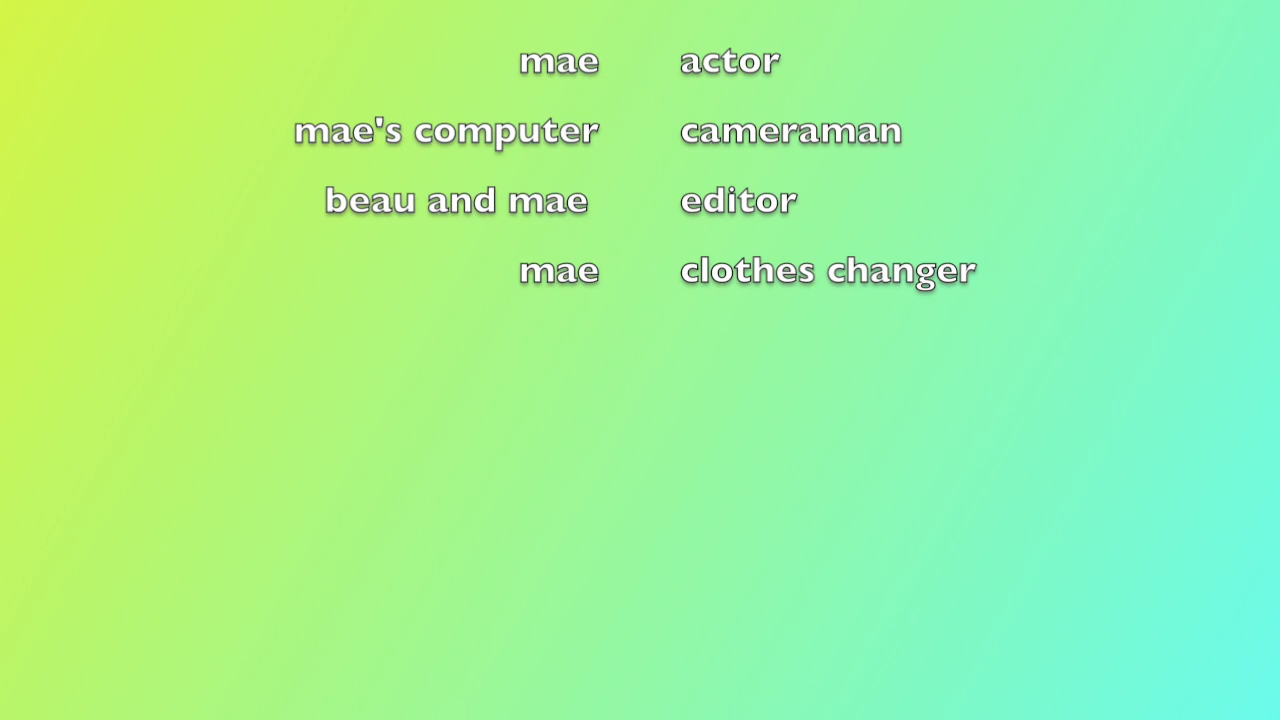 mae actor
mae's computer cameraman
beau and mae editor
mae clothes changer